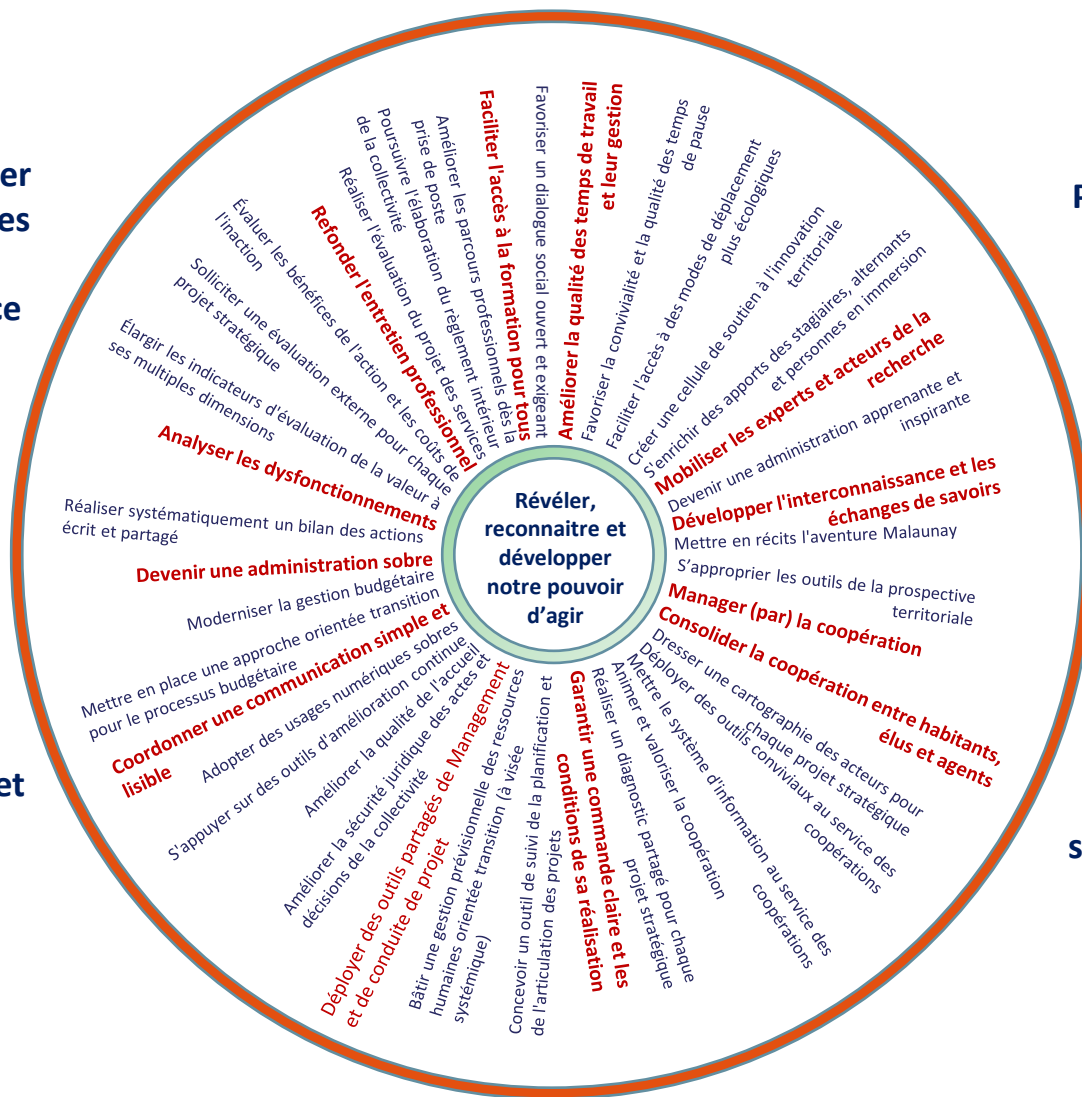 Révéler,
reconnaitre et
développer
notre pouvoir
d'agir
Améliorer la qualité des temps de travail
et leur gestion
Favoriser la convivialité et la qualité des temps
de pause
Faciliter l'accès à des modes de déplacement
plus écologiques
Créer une cellule de soutien à l'innovation
territoriale
S'enrichir des apports des stagiaires, alternants
et personnes en immersion
Mobiliser les experts et acteurs de la
recherche
Devenir une administration apprenante et
inspirante
Développer l'interconnaissance et les
échanges de savoirs
Mettre en récits l'aventure Malaunay
S'approprier les outils de la prospective
territoriale
Manager (par) la coopération
Consolider la coopération entre habitants,
élus et agents
Dresser une cartographie des acteurs pour
chaque projet stratégique
Déployer des outils conviviaux au service des
coopérations
Mettre le système d'information au service des
coopérations
Animer et valoriser la coopération
Réaliser un diagnostic partagé pour chaque
projet stratégique
Garantir une commande claire et les
conditions de sa réalisation
Concevoir un outil de suivi de la planification et
de l'articulation des projets
Bâtir une gestion prévisionnelle des ressources
humaines orientée transition (à visée
systémique)
Déployer des outils partagés de Management
et de conduite de projet
Améliorer la sécurité juridique des actes et
décisions de la collectivité
Améliorer la qualité de l'accueil
S'appuyer sur des outils d'amélioration continue
Adopter des usages numériques sobres
Coordonner une communication simple et
lisible
Mettre en place une approche orientée transition
pour le processus budgétaire
Moderniser la gestion budgétaire
Devenir une administration sobre
Réaliser systématiquement un bilan des actions
écrit et partagé
Analyser les dysfonctionnements
Élargir les indicateurs d'évaluation de la valeur à
ses multiples dimensions
Solliciter une évaluation externe pour chaque
projet stratégique
Évaluer les bénéfices de l'action et les coûts de
l'inaction
Refonder l'entretien professionnel
Réaliser l'évaluation du projet des services
Poursuivre l'élaboration du règlement intérieur
de la collectivité
Améliorer les parcours professionnels dès la
prise de poste
Faciliter l'accès à la formation pour tous
Favoriser un dialogue social ouvert et exigeant
er
es
ce
et
P
s